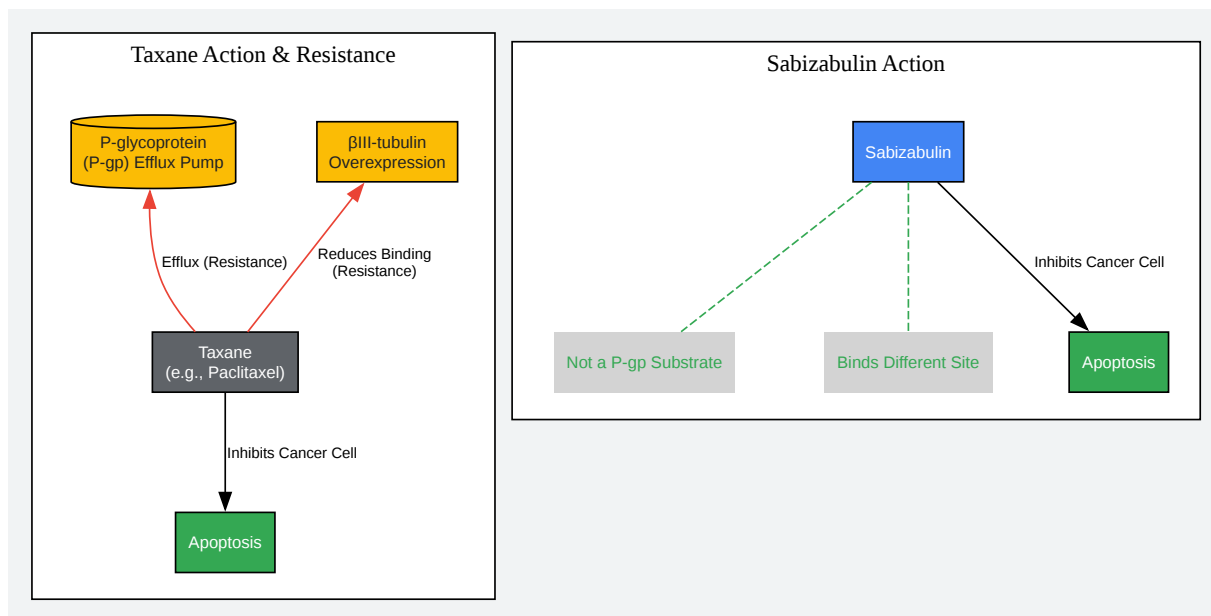 Taxane Action & Resistance
P-glycoprotein
(P-gp) Efflux Pump
βIII-tubulin
Overexpression
Efflux (Resistance)
Reduces Binding
(Resistance)
Taxane
(e.g., Paclitaxel)
Inhibits Cancer Cell
Apoptosis
Sabizabulin Action
Sabizabulin
Inhibits Cancer Cell
Not a P-gp Substrate
Binds Different Site
Apoptosis